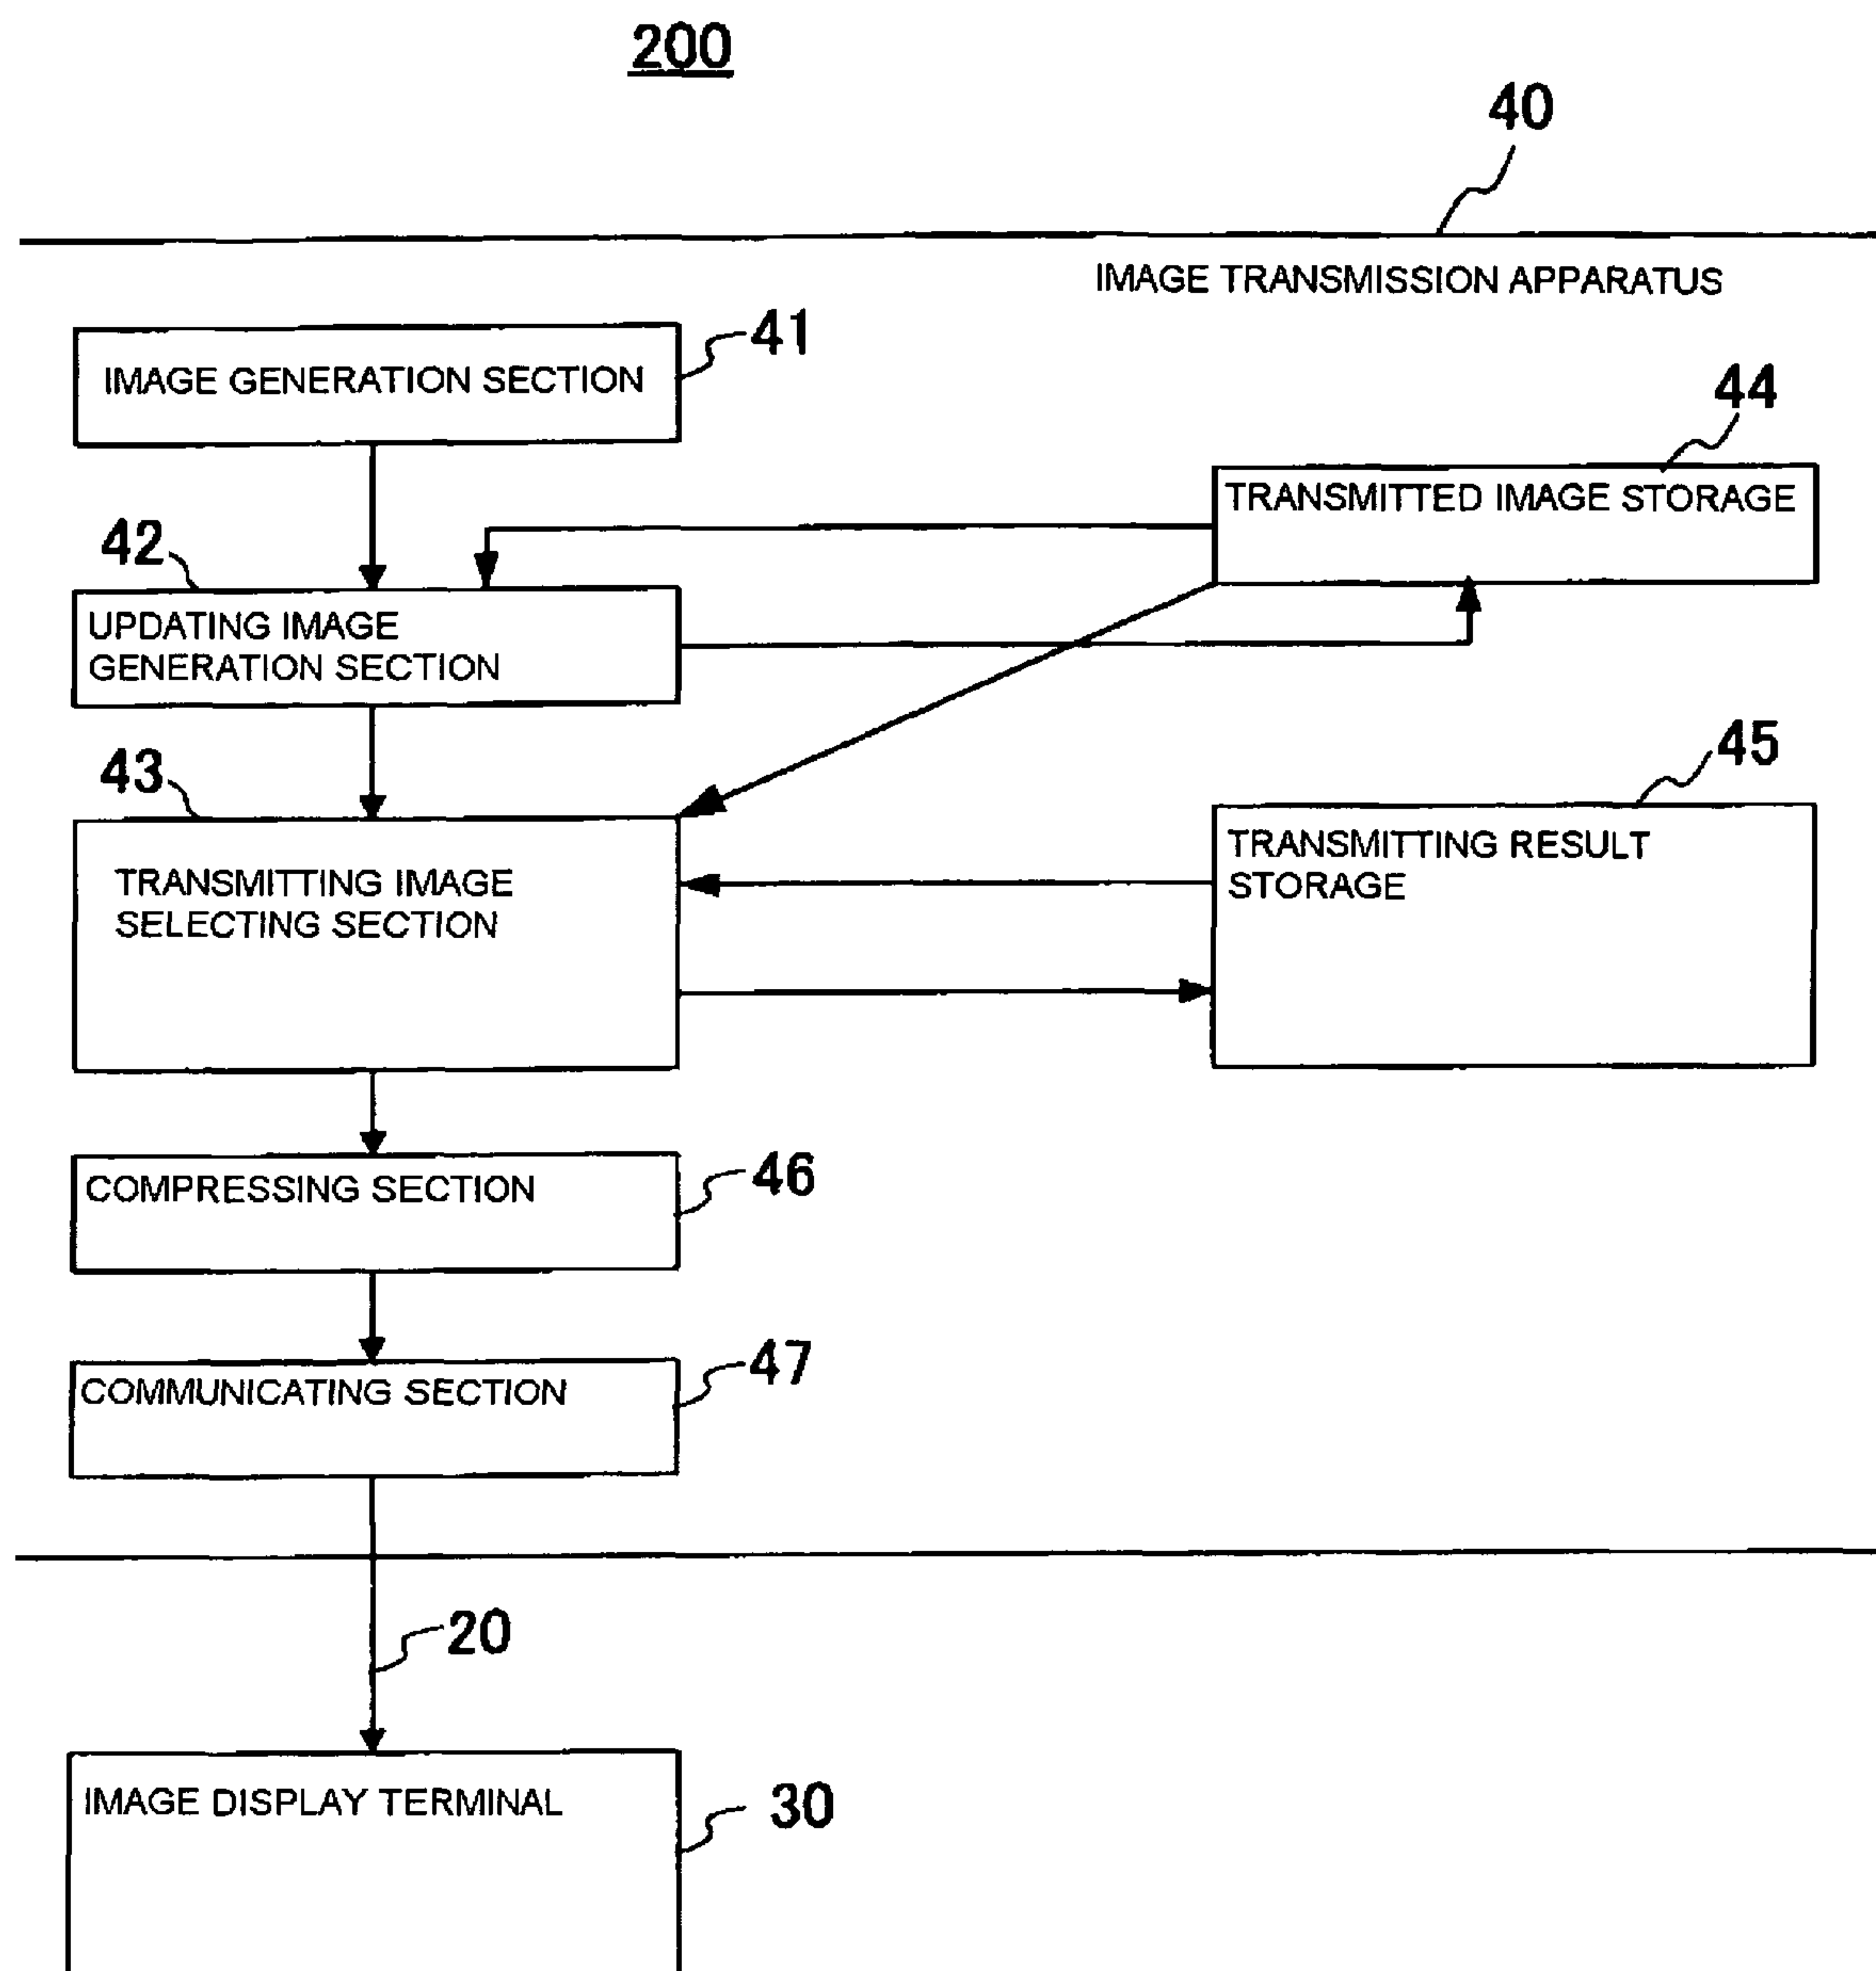 200
40
IMAGE TRANSMISSION APPARATUS
41
IMAGE GENERATION SECTION
44
TRANSMITTED IMAGE STORAGE
42
UPDATING IMAGE
GENERATION SECTION
43
45
TRANSMITTING IMAGE
SELECTING SECTION
TRANSMITTING RESULT
STORAGE
46
COMPRESSING SECTION
47
COMMUNICATING SECTION
20
IMAGE DISPLAY TERMINAL
30